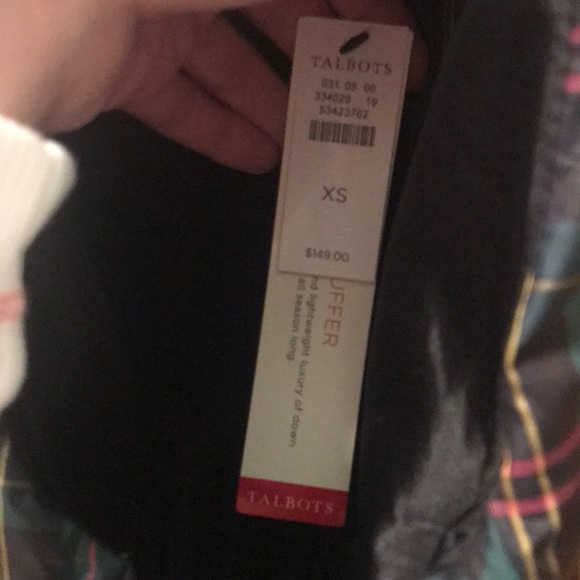 TALBOTS
031 05 00
334020 19
53423702
XS
$149.00
UFFER
nd lightweight luxury of down
all season long.
TALBOTS